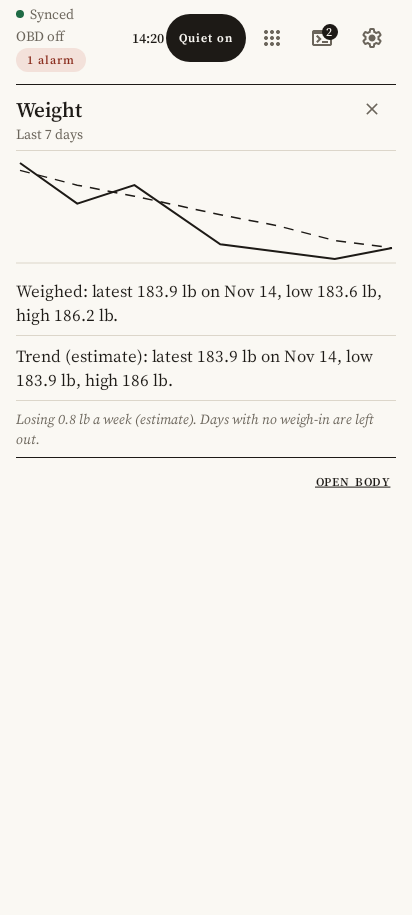 Synced
OBD off
1 alarm
14:20
Quiet on
2
Weight
Last 7 days
Weighed: latest 183.9 lb on Nov 14, low 183.6 lb,
high 186.2 lb.
Trend (estimate): latest 183.9 lb on Nov 14, low
183.9 lb, high 186 lb.
Losing 0.8 lb a week (estimate). Days with no weigh-in are left
out.
OPEN BODY